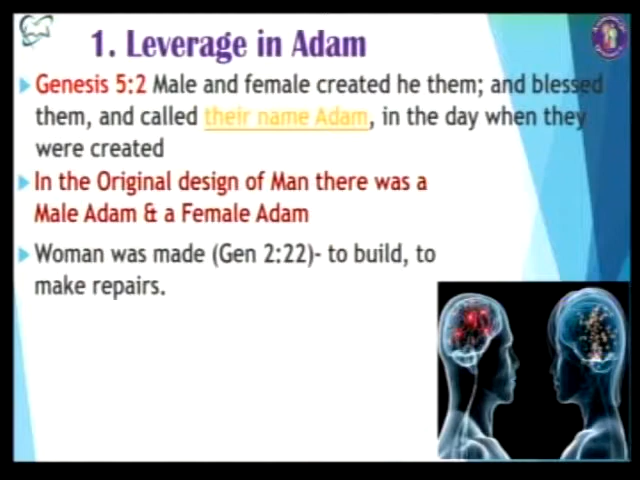 1. Leverage in Adam
Genesis 5:2 Male and female created he them; and blessed
them, and called their name Adam, in the day when they
were created
In the Original design of Man there was a
Male Adam & a Female Adam
Woman was made (Gen 2:22)- to build, to
make repairs.